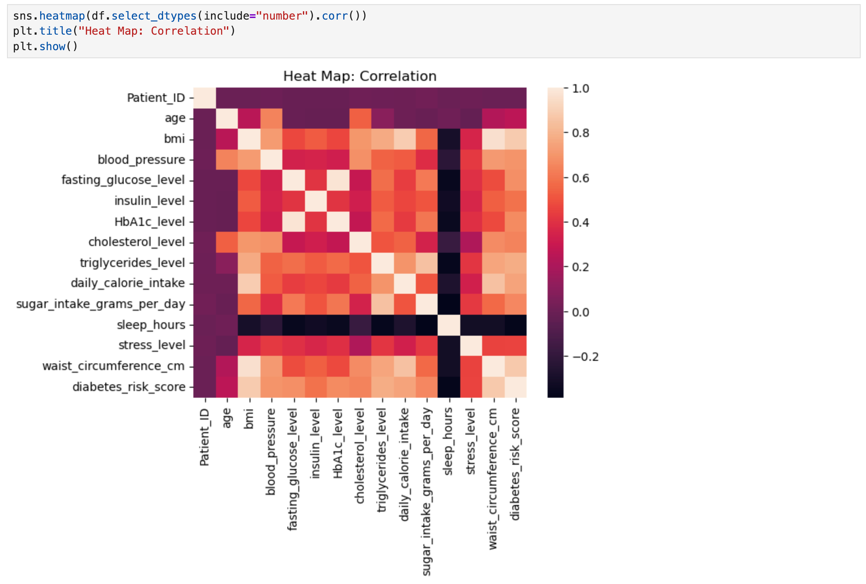 sns.heatmap(df.select_dtypes(include="number").corr())
plt.title("Heat Map: Correlation")
plt.show()
Heat Map: Correlation
Patient_ID
age
bmi
blood_pressure
fasting_glucose_level
insulin_level
HbA1c_level
cholesterol_level
triglycerides_level
daily_calorie_intake
sugar_intake_grams_per_day
sleep_hours
stress_level
waist_circumference_cm
diabetes_risk_score
1.0
0.8
0.6
0.4
0.2
0.0
−0.2
Patient_ID
age
bmi
blood_pressure
fasting_glucose_level
insulin_level
HbA1c_level
cholesterol_level
triglycerides_level
daily_calorie_intake
sugar_intake_grams_per_day
sleep_hours
stress_level
waist_circumference_cm
diabetes_risk_score